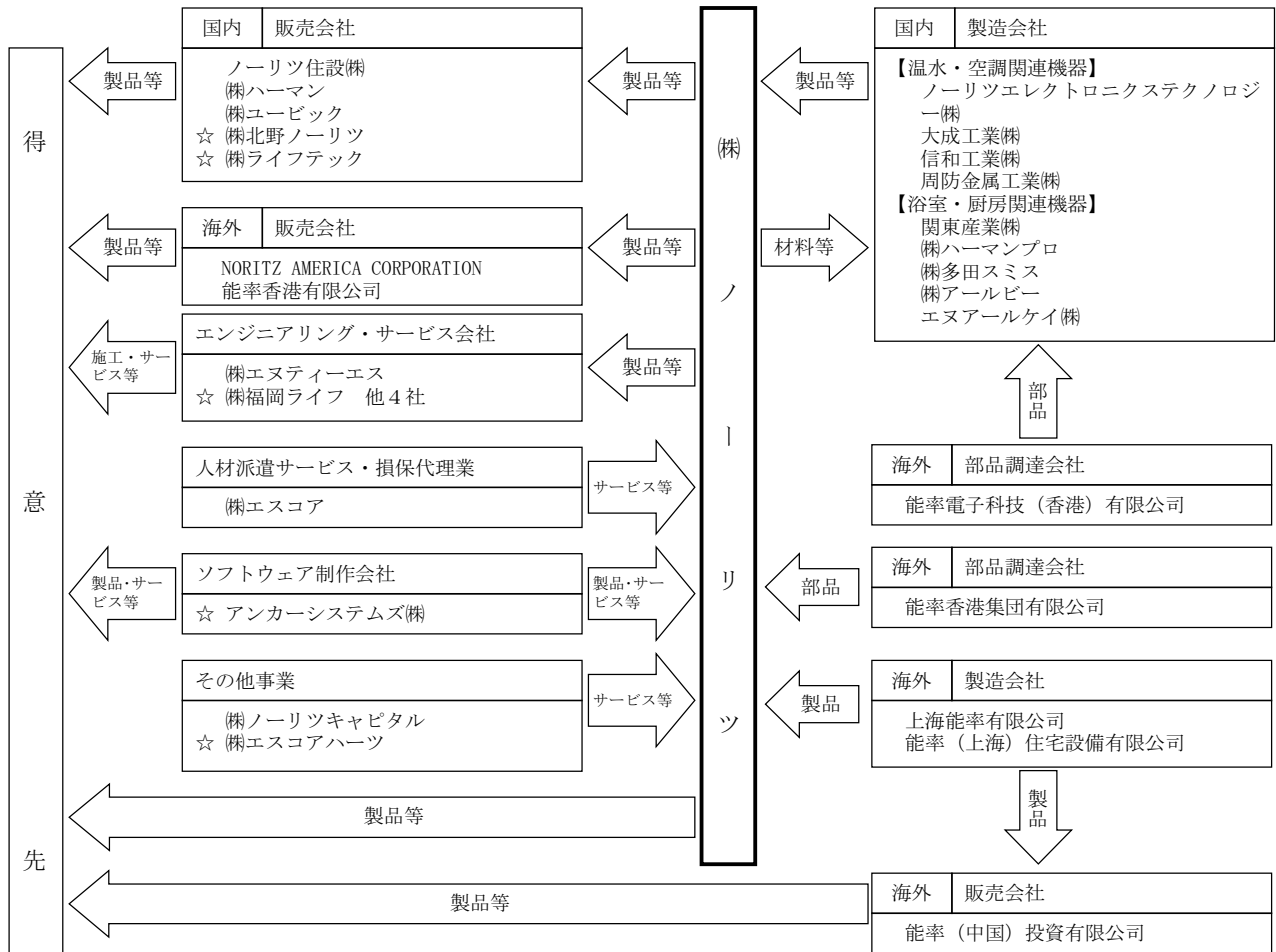 得意先
国内 販売会社
ノーリツ住設㈱
㈱ハーマン
㈱ユービック
☆ ㈱北野ノーリツ
☆ ㈱ライフテック
製品等
製品等
海外 販売会社
NORITZ AMERICA CORPORATION
能率香港有限公司
製品等
製品等
エンジニアリング・サービス会社
㈱エヌティーエス
☆ ㈱福岡ライフ 他４社
施工・サー
ビス等
製品等
人材派遣サービス・損保代理業
㈱エスコア
サービス等
ソフトウェア制作会社
☆ アンカーシステムズ㈱
製品･サー
ビス等
製品･サー
ビス等
その他事業
㈱ノーリツキャピタル
☆ ㈱エスコアハーツ
サービス等
製品等
製品等
㈱ノーリツ
製品等
材料等
国内 製造会社
【温水・空調関連機器】
ノーリツエレクトロニクステクノロジ
ー㈱
大成工業㈱
信和工業㈱
周防金属工業㈱
【浴室・厨房関連機器】
関東産業㈱
㈱ハーマンプロ
㈱多田スミス
㈱アールビー
エヌアールケイ㈱
部品
海外 部品調達会社
能率電子科技（香港）有限公司
部品
海外 部品調達会社
能率香港集団有限公司
製品
海外 製造会社
上海能率有限公司
能率（上海）住宅設備有限公司
製品
海外 販売会社
能率（中国）投資有限公司